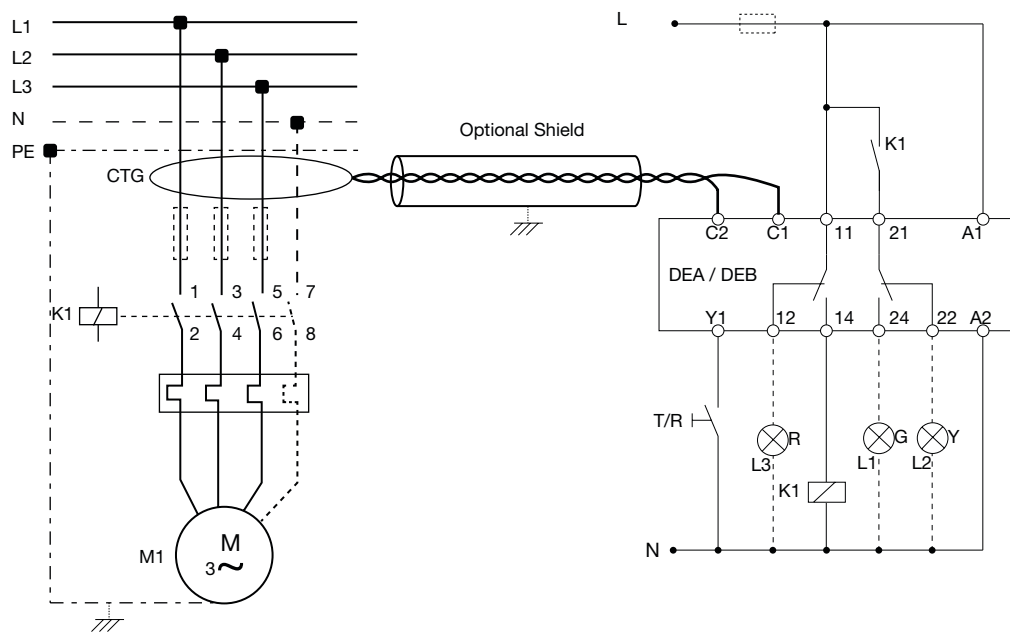 L1
L2
L3
N
PE
CTG
Optional Shield
L
K1
C2 C1 11 21 A1
DEA / DEB
Y1 12 14 24 22 A2
1 3 5 7
K1
2 4 6 8
T/R
R G Y
L3 L1 L2
K1
N
M1
M
3~